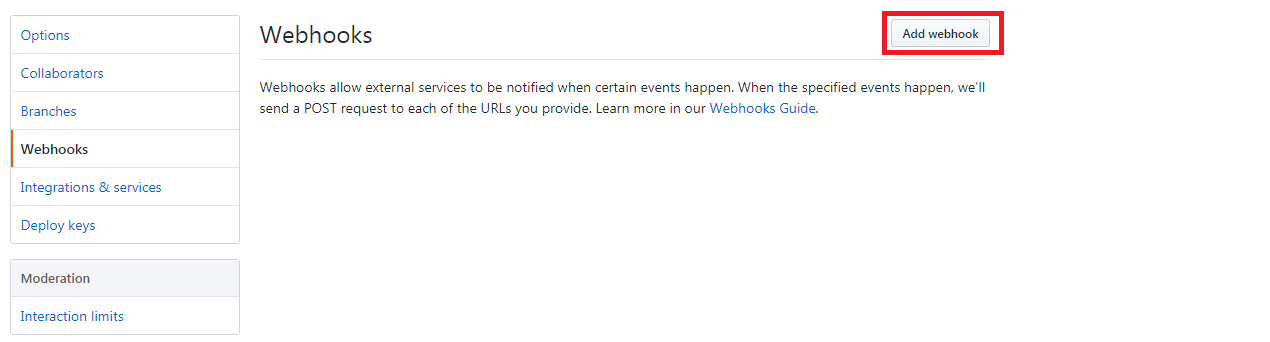 Options
Collaborators
Branches
Webhooks
Integrations & services
Deploy keys
Moderation
Interaction limits
Webhooks
Add webhook
Webhooks allow external services to be notified when certain events happen. When the specified events happen, we'll
send a POST request to each of the URLs you provide. Learn more in our Webhooks Guide.